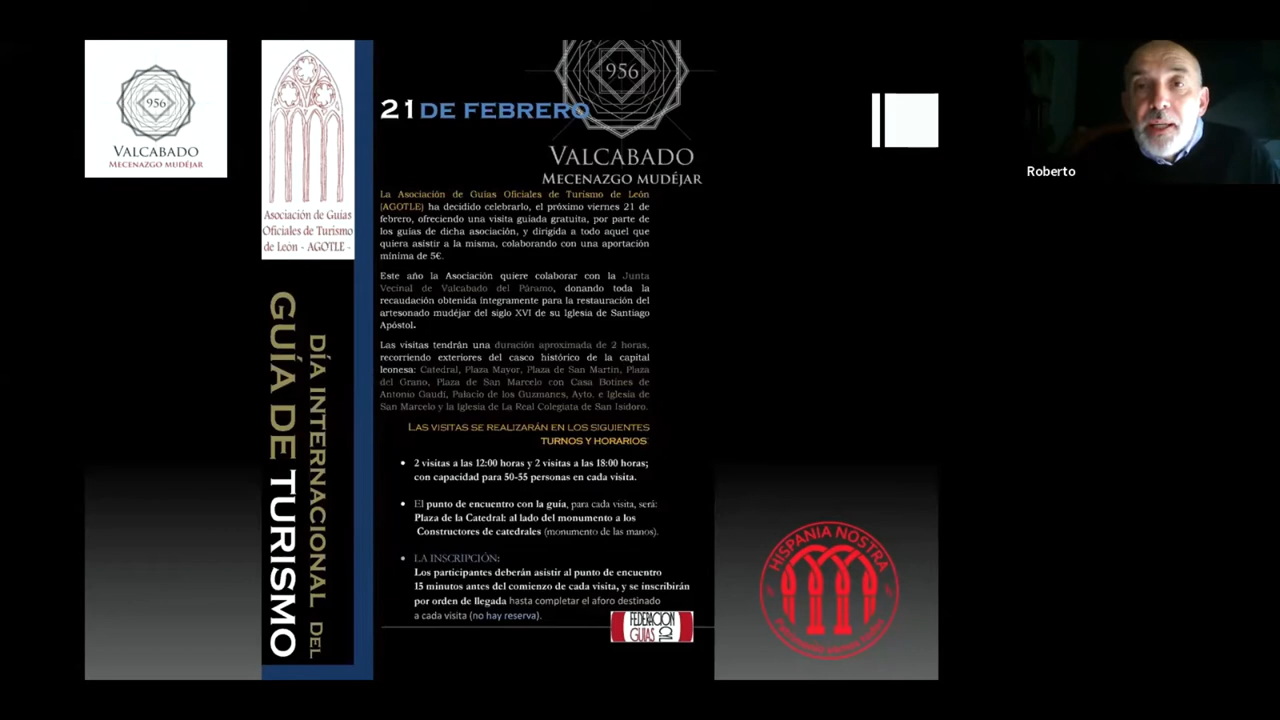 956
VALCABADO
MECENAZGO MUDÉJAR
Asociación de Guías
Oficiales de Turismo
de León - AGOTLE -
DÍA INTERNACIONAL DEL
GUÍA DE TURISMO
956
21 DE FEBRERO
VALCABADO
MECENAZGO MUDÉJAR
La Asociación de Guías Oficiales de Turismo de León
(AGOTLE) ha decidido celebrarlo, el próximo viernes 21 de
febrero, ofreciendo una visita guiada gratuita, por parte de
los guías de dicha asociación, y dirigida a todo aquel que
quiera asistir a la misma, colaborando con una aportación
mínima de 5€.
Este año la Asociación quiere colaborar con la Junta
Vecinal de Valcabado del Páramo, donando toda la
recaudación obtenida íntegramente para la restauración del
artesonado mudéjar del siglo XVI de su Iglesia de Santiago
Apóstol.
Las visitas tendrán una duración aproximada de 2 horas,
recorriendo exteriores del casco histórico de la capital
leonesa: Catedral, Plaza Mayor, Plaza de San Martín, Plaza
del Grano, Plaza de San Marcelo con Casa Botines de
Antonio Gaudí, Palacio de los Guzmanes, Ayto. e Iglesia de
San Marcelo y la Iglesia de La Real Colegiata de San Isidoro.
LAS VISITAS SE REALIZARÁN EN LOS SIGUIENTES
TURNOS Y HORARIOS
• 2 visitas a las 12:00 horas y 2 visitas a las 18:00 horas;
con capacidad para 50-55 personas en cada visita.
• El punto de encuentro con la guía, para cada visita, será:
Plaza de la Catedral: al lado del monumento a los
Constructores de catedrales (monumento de las manos).
• LA INSCRIPCIÓN:
Los participantes deberán asistir al punto de encuentro
15 minutos antes del comienzo de cada visita, y se inscribirán
por orden de llegada hasta completar el aforo destinado
a cada visita (no hay reserva).
FEDERACION
GUIAS
CYL
HISPANIA NOSTRA
Roberto